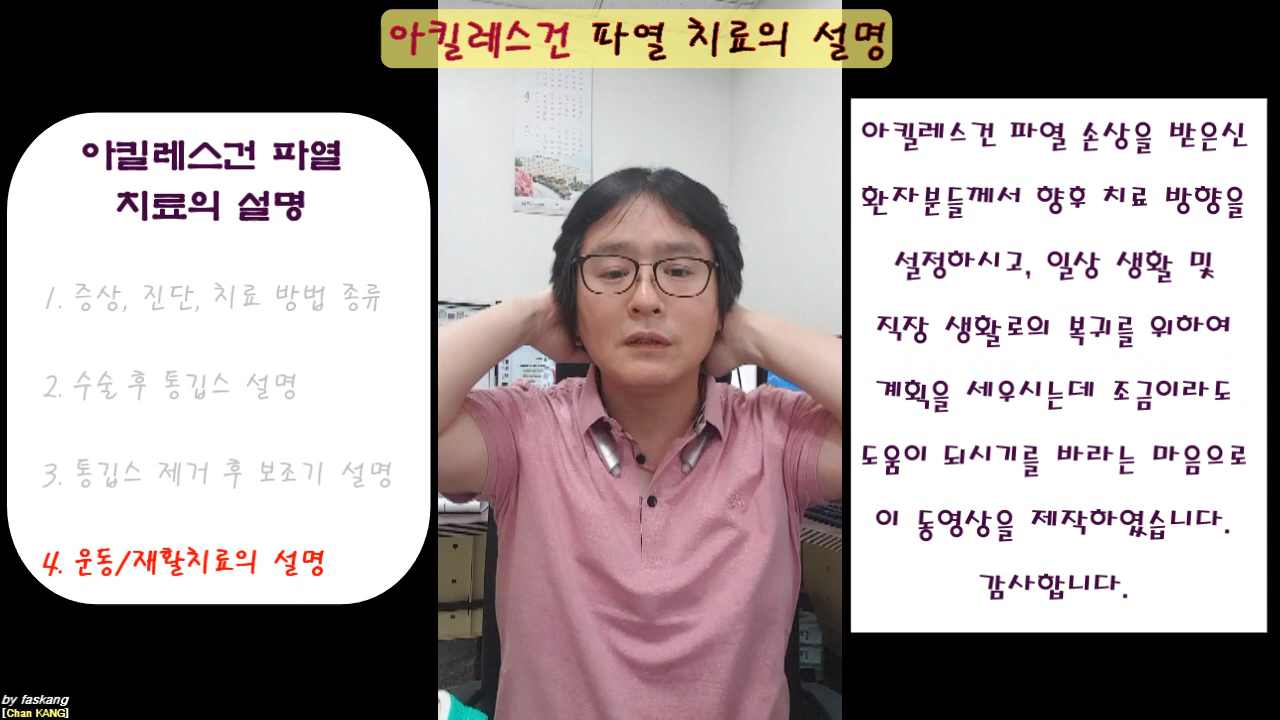 아킬레스건 파열 치료의 설명
아킬레스건 파열
치료의 설명
1. 증상, 진단, 치료 방법 종류
2. 수술 후 통깁스 설명
3. 통깁스 제거 후 보조기 설명
4. 운동/재활치료의 설명
아킬레스건 파열 손상을 받은신
환자분들께서 향후 치료 방향을
설정하시고, 일상 생활 및
직장 생활로의 복귀를 위하여
계획을 세우시는데 조금이라도
도움이 되시기를 바라는 마음으로
이 동영상을 제작하였습니다.
감사합니다.
by faskang
[Chan KANG]